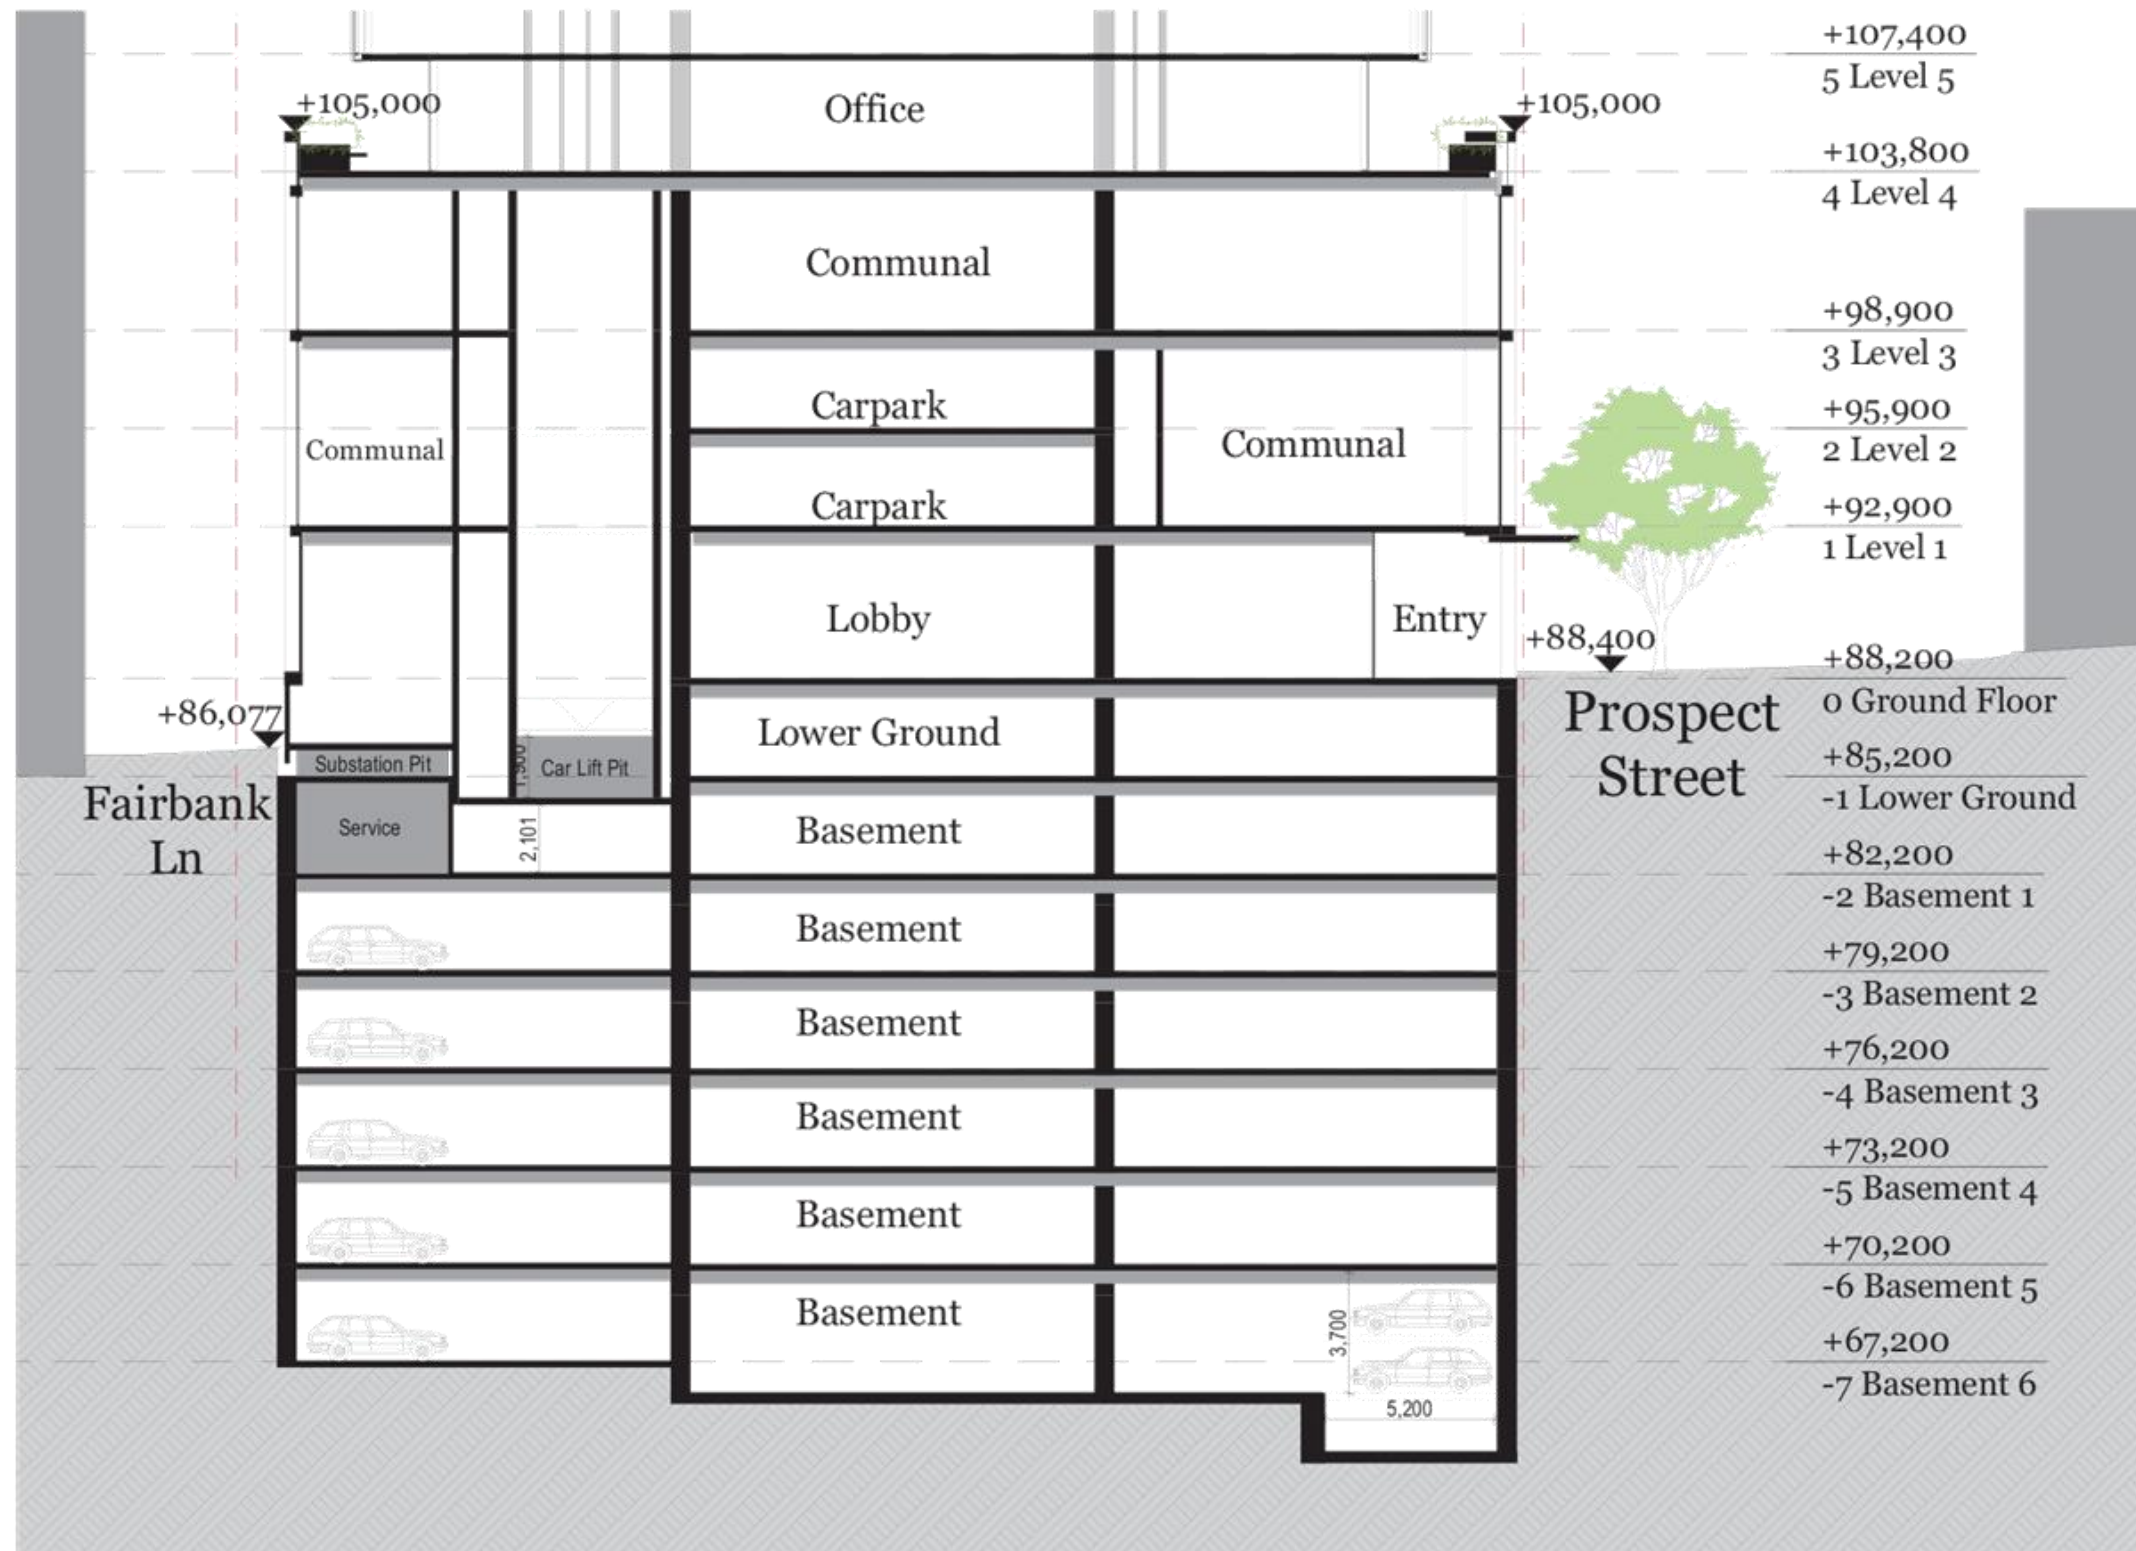 +107,400
5 Level 5
+105,000
Office
+105,000
+103,800
4 Level 4
Communal
+98,900
3 Level 3
Carpark
+95,900
2 Level 2
Communal
Communal
Carpark
+92,900
1 Level 1
Lobby
Entry
+88,400
+88,200
0 Ground Floor
+86,077
Lower Ground
Prospect
Street
+85,200
-1 Lower Ground
Substation Pit
1,900
Car Lift Pit
Fairbank
Ln
Service
2,101
Basement
+82,200
-2 Basement 1
Basement
+79,200
-3 Basement 2
Basement
+76,200
-4 Basement 3
Basement
+73,200
-5 Basement 4
Basement
+70,200
-6 Basement 5
Basement
3,700
+67,200
-7 Basement 6
5,200